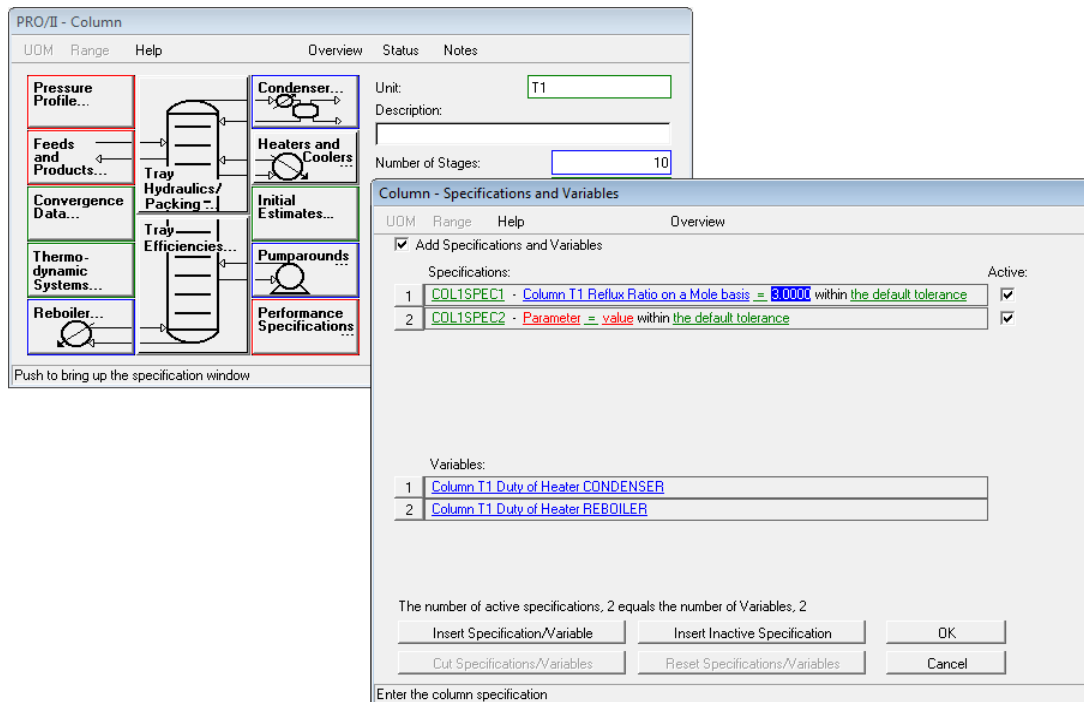 PRO/II - Column
UOM Range Help Overview Status Notes
Pressure
Profile...
Feeds
and
Products...
Convergence
Data...
Thermo-
dynamic
Systems...
Reboiler...
Tray
Hydraulics/
Packing ...
Tray
Efficiencies...
Condenser...
Heaters and
Coolers
...
Initial
Estimates...
Pumparounds
...
Performance
Specifications
...
Unit: T1
Description:
Number of Stages: 10
Push to bring up the specification window
Column - Specifications and Variables
UOM Range Help Overview
Add Specifications and Variables
Specifications: Active:
1 COL1SPEC1 - Column T1 Reflux Ratio on a Mole basis = 3.0000 within the default tolerance
2 COL1SPEC2 - Parameter = value within the default tolerance
Variables:
1 Column T1 Duty of Heater CONDENSER
2 Column T1 Duty of Heater REBOILER
The number of active specifications, 2 equals the number of Variables, 2
Insert Specification/Variable Insert Inactive Specification OK
Cut Specifications/Variables Reset Specifications/Variables Cancel
Enter the column specification